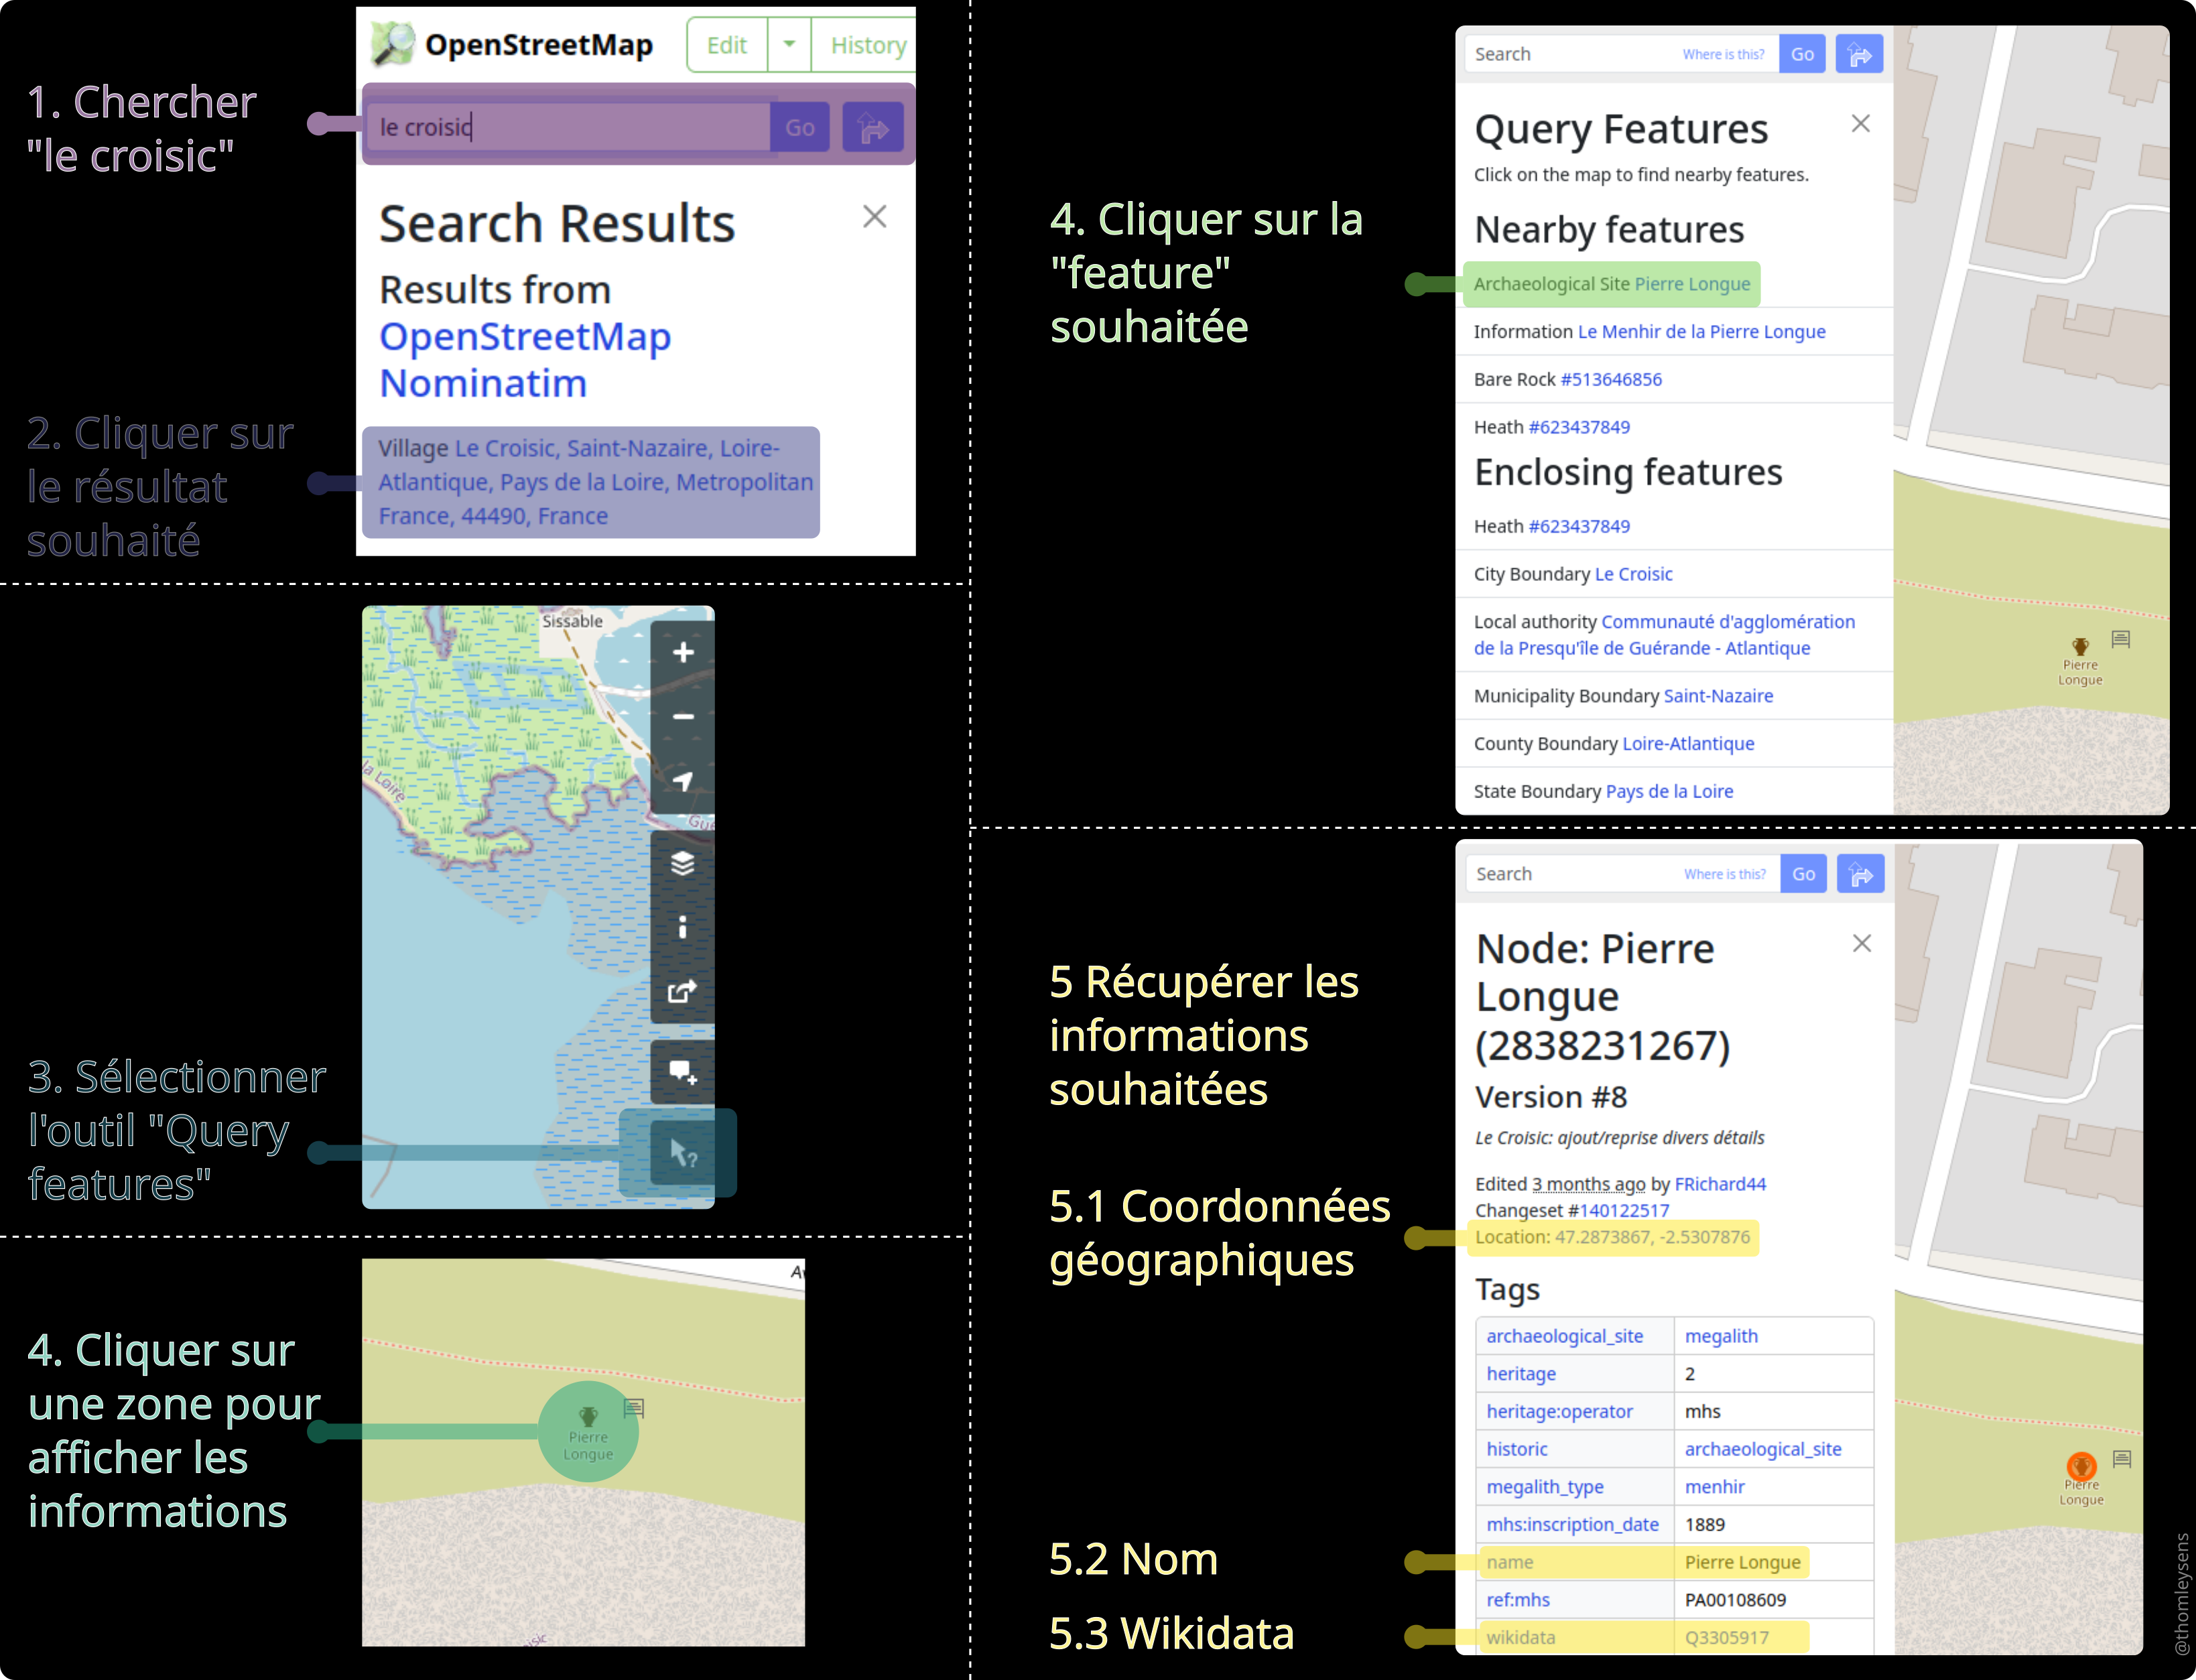 1. Chercher
"le croisic"
OpenStreetMap
Edit
History
le croisic
Go
Search Results
Results from
OpenStreetMap
Nominatim
2. Cliquer sur
le résultat
souhaité
Village Le Croisic, Saint-Nazaire, Loire-
Atlantique, Pays de la Loire, Metropolitan
France, 44490, France
3. Sélectionner
l'outil "Query
features"
Sissable
la Loire
Gué
4. Cliquer sur
une zone pour
afficher les
informations
Av
Pierre
Longue
isic
4. Cliquer sur la
"feature"
souhaitée
Search
Where is this?
Go
Query Features
Click on the map to find nearby features.
Nearby features
Archaeological Site Pierre Longue
Information Le Menhir de la Pierre Longue
Bare Rock #513646856
Heath #623437849
Enclosing features
Heath #623437849
City Boundary Le Croisic
Local authority Communauté d'agglomération
de la Presqu'île de Guérande - Atlantique
Municipality Boundary Saint-Nazaire
County Boundary Loire-Atlantique
State Boundary Pays de la Loire
Pierre
Longue
5 Récupérer les
informations
souhaitées
5.1 Coordonnées
géographiques
5.2 Nom
5.3 Wikidata
Search
Where is this?
Go
Node: Pierre
Longue
(2838231267)
Version #8
Le Croisic: ajout/reprise divers détails
Edited 3 months ago by FRichard44
Changeset #140122517
Location: 47.2873867, -2.5307876
Tags
archaeological_site megalith
heritage 2
heritage:operator mhs
historic archaeological_site
megalith_type menhir
mhs:inscription_date 1889
name Pierre Longue
ref:mhs PA00108609
wikidata Q3305917
Pierre
Longue
@thomleysens